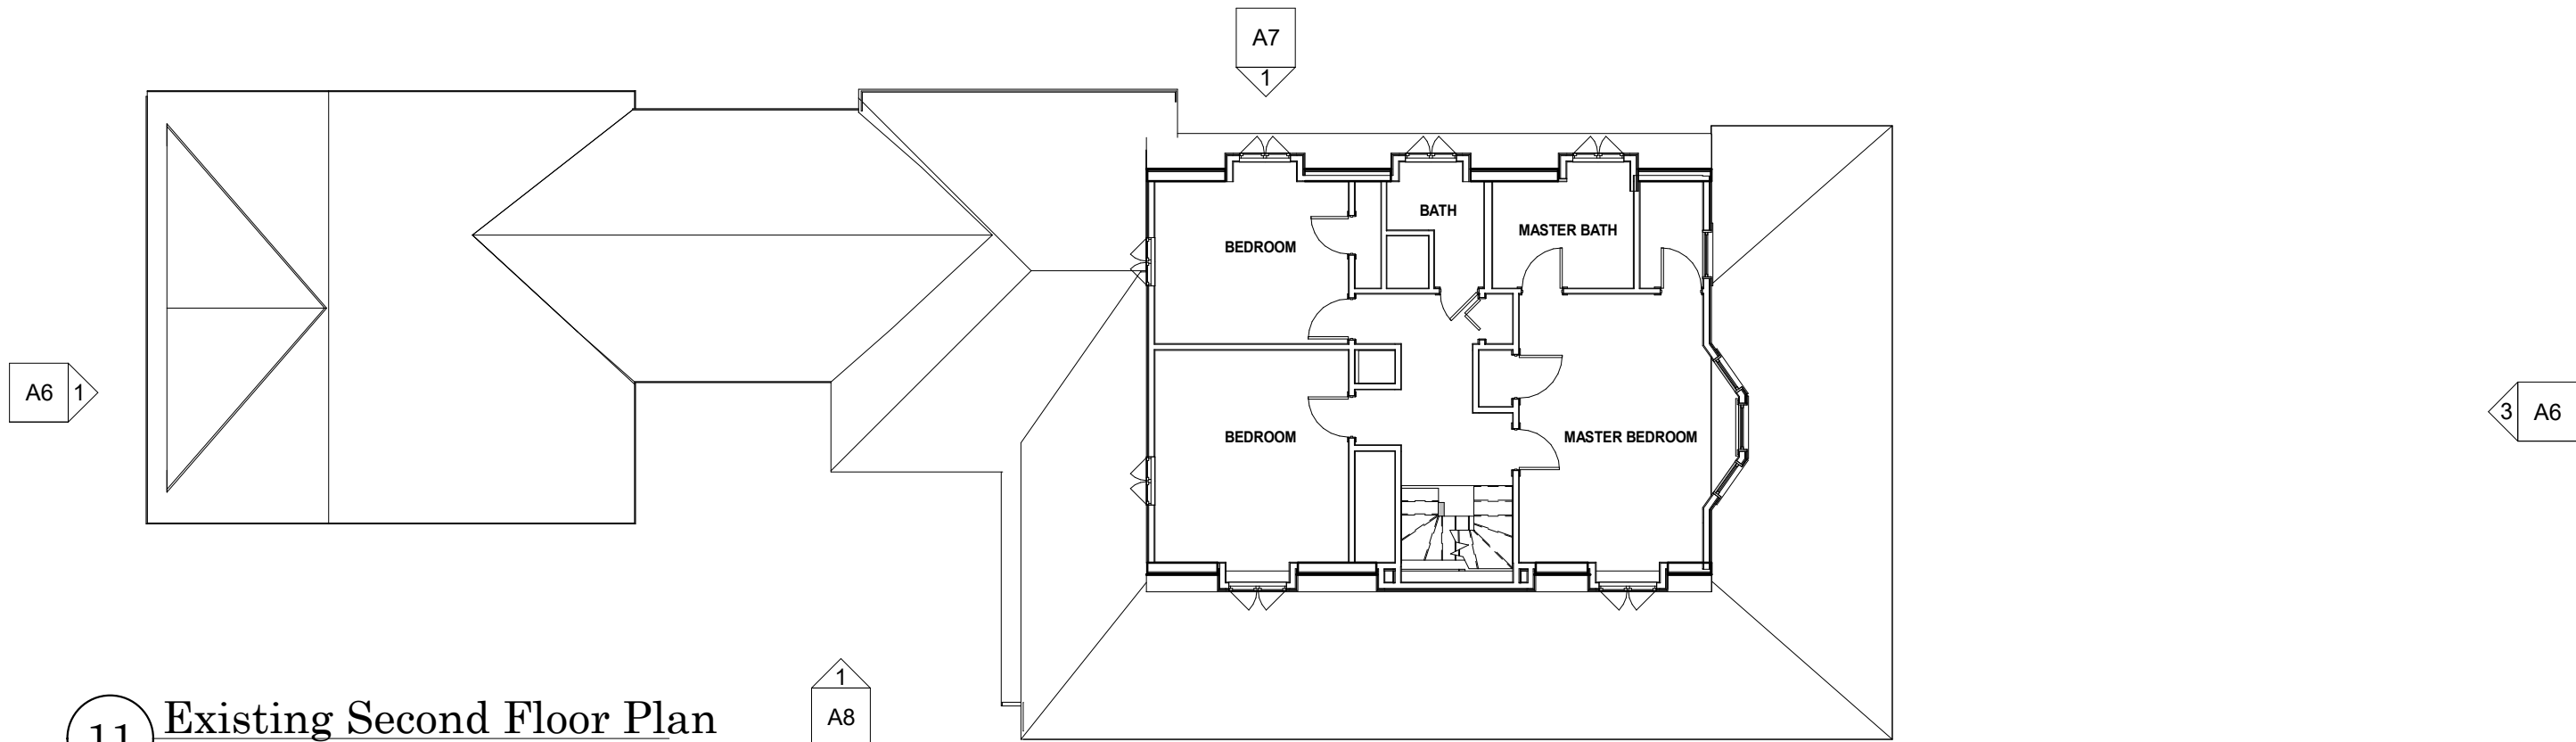 A7
1
BATH
MASTER BATH
BEDROOM
A6 1
3 A6
BEDROOM
MASTER BEDROOM
1
A8
11 Existing Second Floor Plan